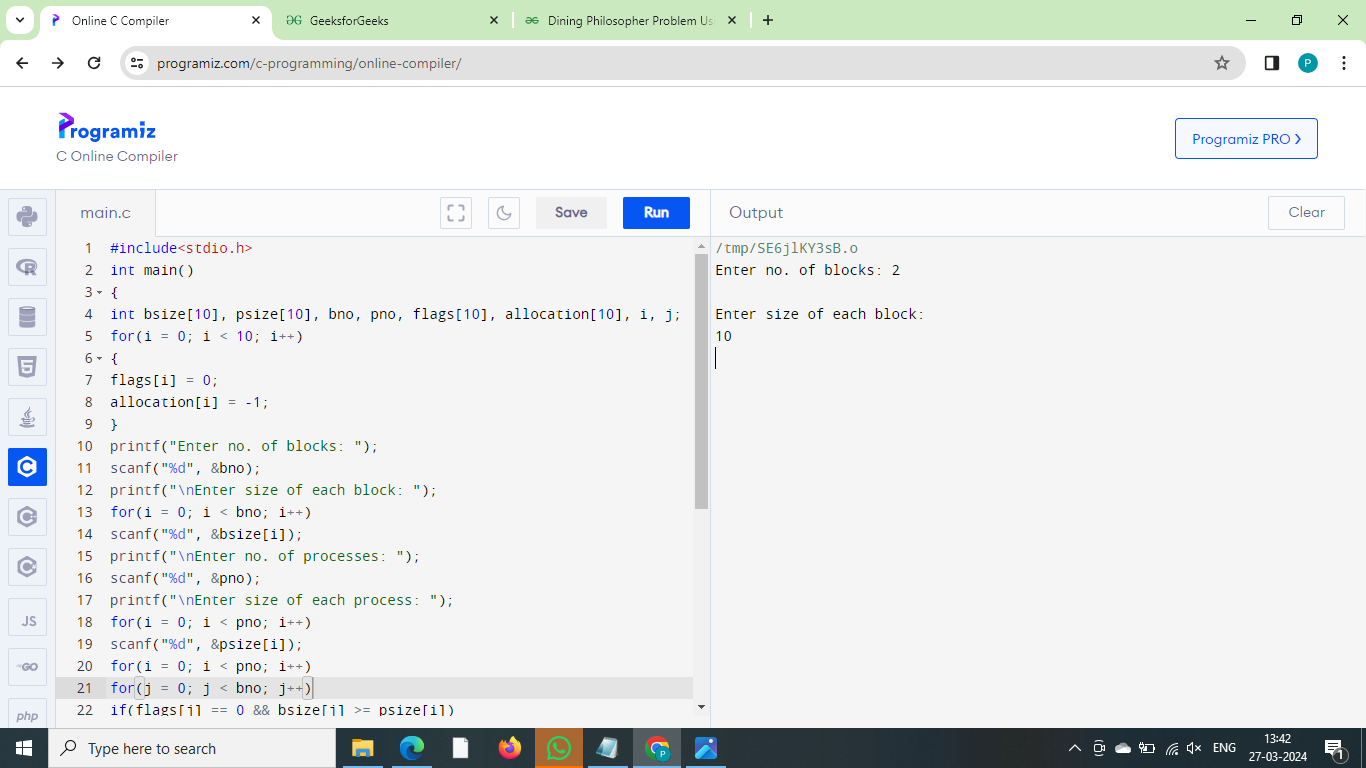 Online C Compiler
GeeksforGeeks
Dining Philosopher Problem Us
programiz.com/c-programming/online-compiler/
P
Programiz
C Online Compiler
Programiz PRO
main.c
Save
Run
Output
Clear
1 #include<stdio.h>
2 int main()
3 {
4 int bsize[10], psize[10], bno, pno, flags[10], allocation[10], i, j;
5 for(i = 0; i < 10; i++)
6 {
7 flags[i] = 0;
8 allocation[i] = -1;
9 }
10 printf("Enter no. of blocks: ");
11 scanf("%d", &bno);
12 printf("\nEnter size of each block: ");
13 for(i = 0; i < bno; i++)
14 scanf("%d", &bsize[i]);
15 printf("\nEnter no. of processes: ");
16 scanf("%d", &pno);
17 printf("\nEnter size of each process: ");
18 for(i = 0; i < pno; i++)
19 scanf("%d", &psize[i]);
20 for(i = 0; i < pno; i++)
21 for(j = 0; j < bno; j++)
22 if(flags[j] == 0 && bsize[j] >= psize[i])
/tmp/SE6jlKY3sB.o
Enter no. of blocks: 2
Enter size of each block:
10
R
C
JS
GO
php
Type here to search
P
ENG
13:42
27-03-2024
1